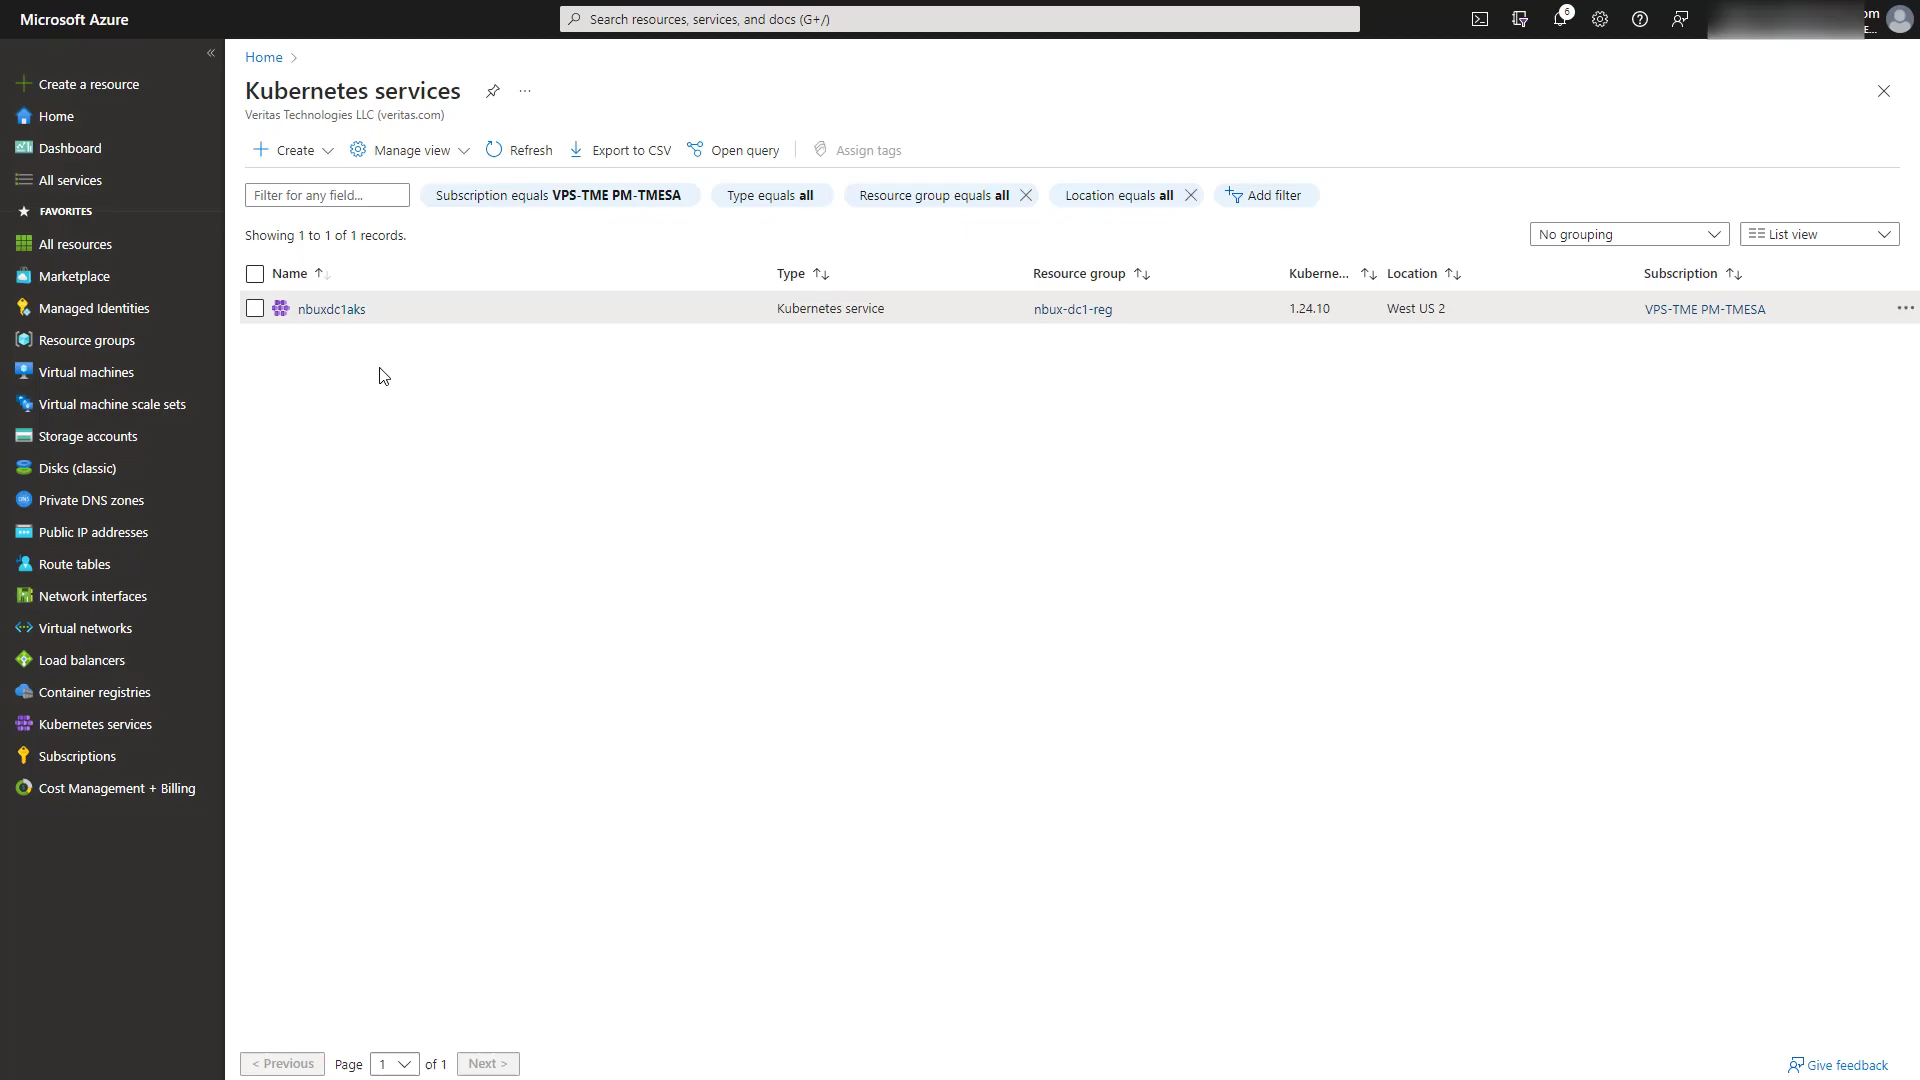 Microsoft Azure
Search resources, services, and docs (G+/)
6
om
E...
Create a resource
Home
Dashboard
All services
FAVORITES
All resources
Marketplace
Managed Identities
Resource groups
Virtual machines
Virtual machine scale sets
Storage accounts
Disks (classic)
Private DNS zones
Public IP addresses
Route tables
Network interfaces
Virtual networks
Load balancers
Container registries
Kubernetes services
Subscriptions
Cost Management + Billing
Home
Kubernetes services
Veritas Technologies LLC (veritas.com)
Create Manage view Refresh Export to CSV Open query Assign tags
Filter for any field... Subscription equals VPS-TME PM-TMESA Type equals all Resource group equals all Location equals all Add filter
Showing 1 to 1 of 1 records. No grouping List view
Name Type Resource group Kuberne... Location Subscription
nbuxdc1aks Kubernetes service nbux-dc1-reg 1.24.10 West US 2 VPS-TME PM-TMESA
< Previous Page 1 of 1 Next > Give feedback